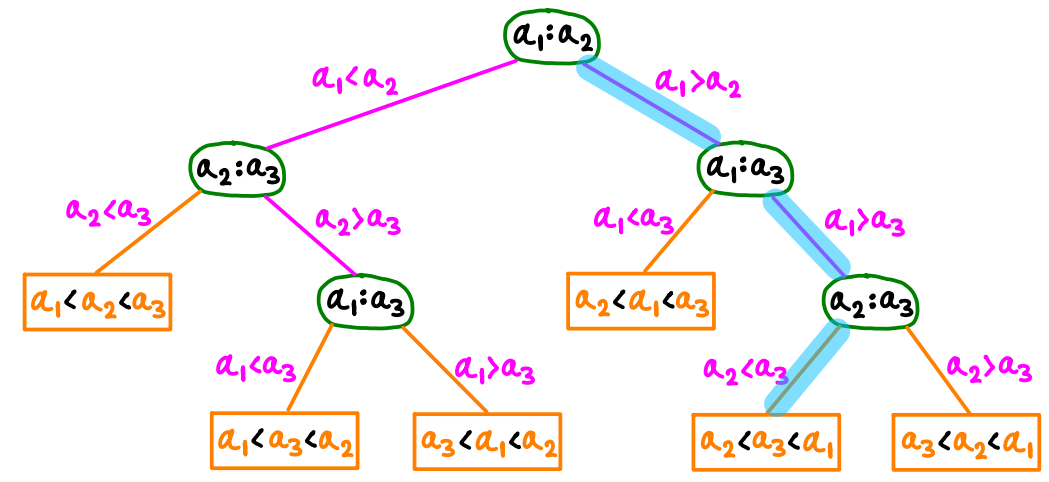 a₁:a₂
a₁<a₂
a₁>a₂
a₂:a₃
a₁:a₃
a₂<a₃
a₂>a₃
a₁<a₃
a₁>a₃
a₁<a₂<a₃
a₁:a₃
a₂<a₁<a₃
a₂:a₃
a₁<a₃
a₁>a₃
a₂<a₃
a₂>a₃
a₁<a₃<a₂
a₃<a₁<a₂
a₂<a₃<a₁
a₃<a₂<a₁